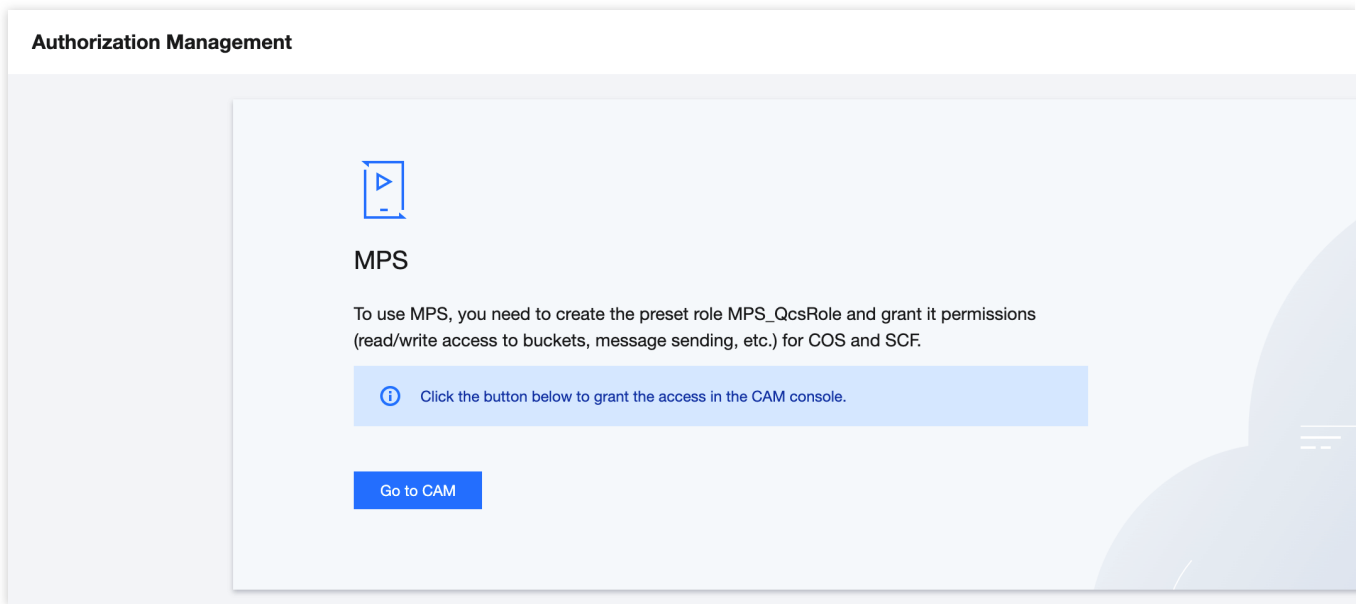 Authorization Management
MPS
To use MPS, you need to create the preset role MPS_QcsRole and grant it permissions
(read/write access to buckets, message sending, etc.) for COS and SCF.
Click the button below to grant the access in the CAM console.
Go to CAM